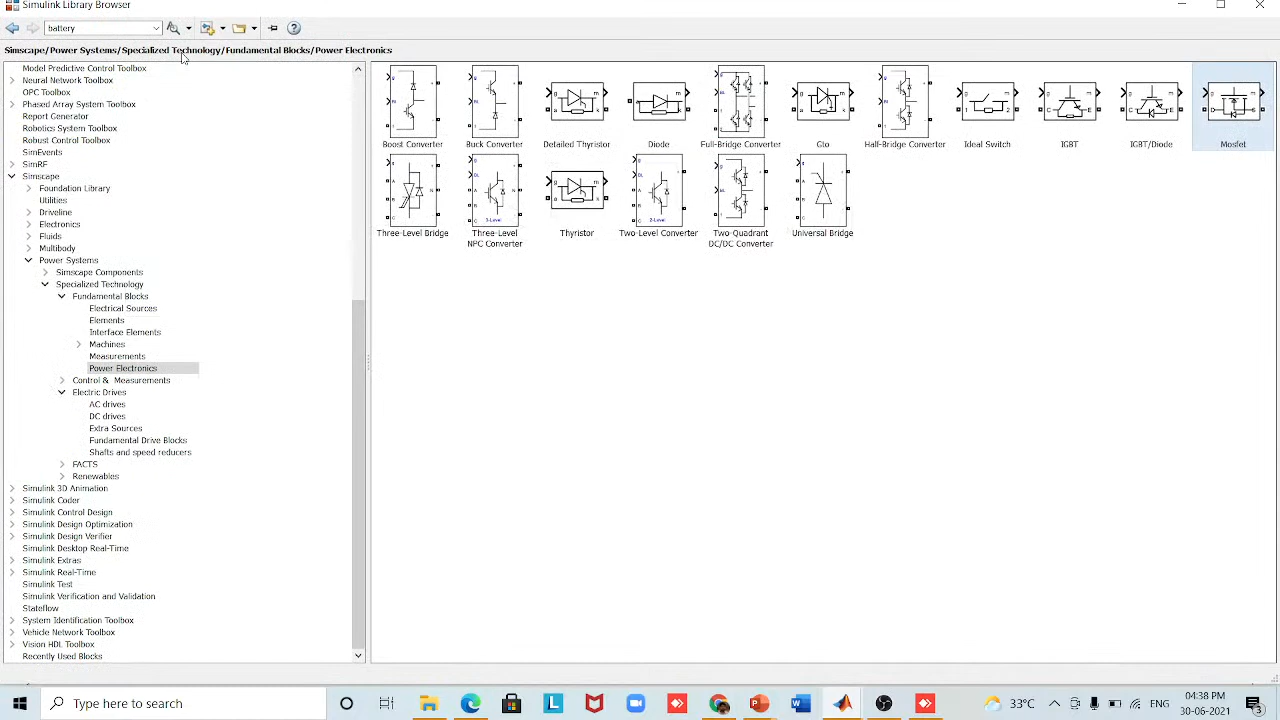 Simulink Library Browser
battery
Simscape/Power Systems/Specialized Technology/Fundamental Blocks/Power Electronics
Model Predictive Control Toolbox
Neural Network Toolbox
OPC Toolbox
Phased Array System Toolbox
Report Generator
Robotics System Toolbox
Robust Control Toolbox
SimEvents
SimRF
Simscape
Foundation Library
Utilities
Driveline
Electronics
Fluids
Multibody
Power Systems
Simscape Components
Specialized Technology
Fundamental Blocks
Electrical Sources
Elements
Interface Elements
Machines
Measurements
Power Electronics
Control & Measurements
Electric Drives
AC drives
DC drives
Extra Sources
Fundamental Drive Blocks
Shafts and speed reducers
FACTS
Renewables
Simulink 3D Animation
Simulink Coder
Simulink Control Design
Simulink Design Optimization
Simulink Design Verifier
Simulink Desktop Real-Time
Simulink Extras
Simulink Real-Time
Simulink Test
Simulink Verification and Validation
Stateflow
System Identification Toolbox
Vehicle Network Toolbox
Vision HDL Toolbox
Recently Used Blocks
Boost Converter
Buck Converter
Detailed Thyristor
Diode
Full-Bridge Converter
Gto
Half-Bridge Converter
Ideal Switch
IGBT
IGBT/Diode
Mosfet
Three-Level Bridge
3-Level
Three-Level
NPC Converter
Thyristor
2-Level
Two-Level Converter
Two-Quadrant
DC/DC Converter
Universal Bridge
Type here to search
33°C
ENG
04:38 PM
30-06-2021
3